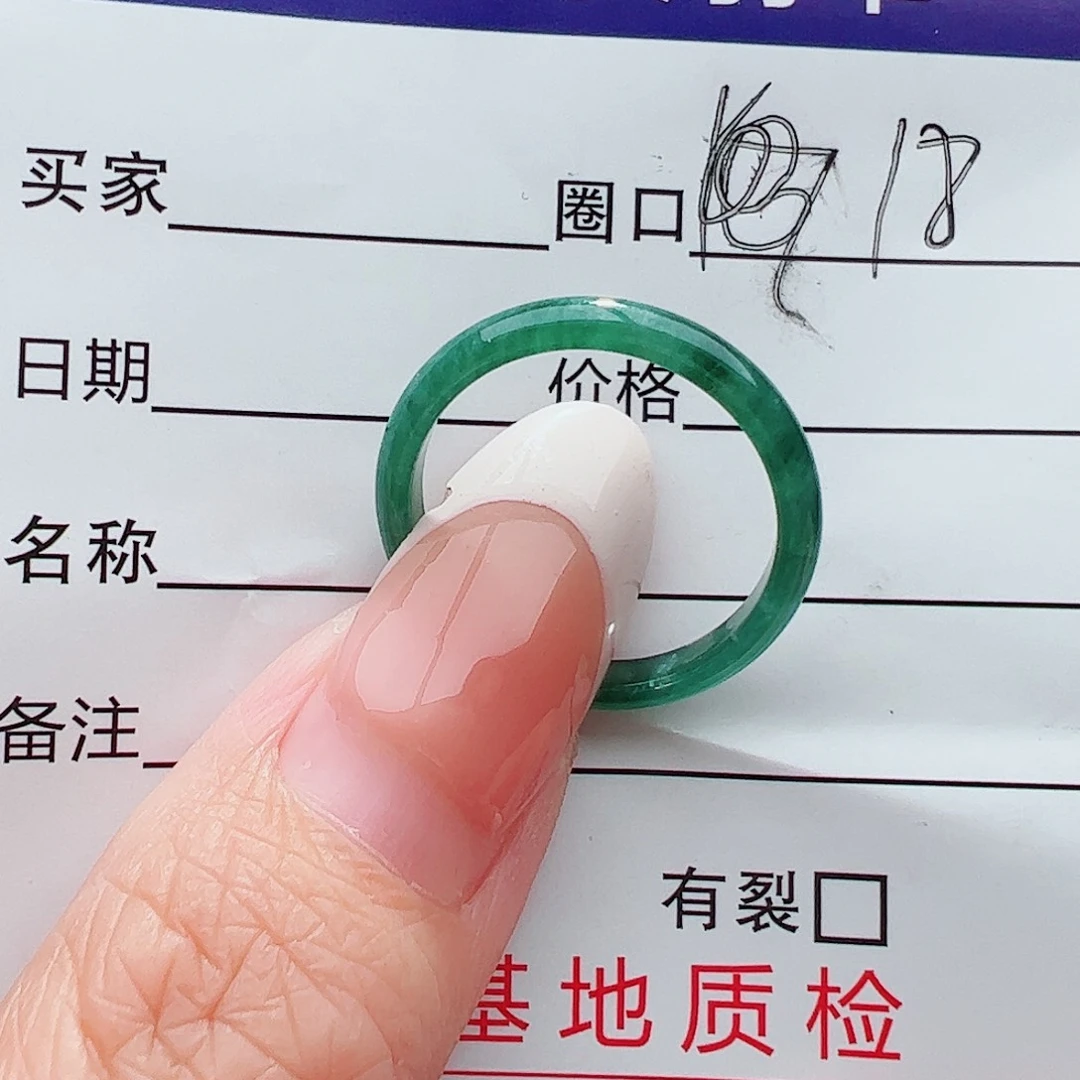 买家 圈口 18
日期 价格
名称
备注
有裂
基地质检